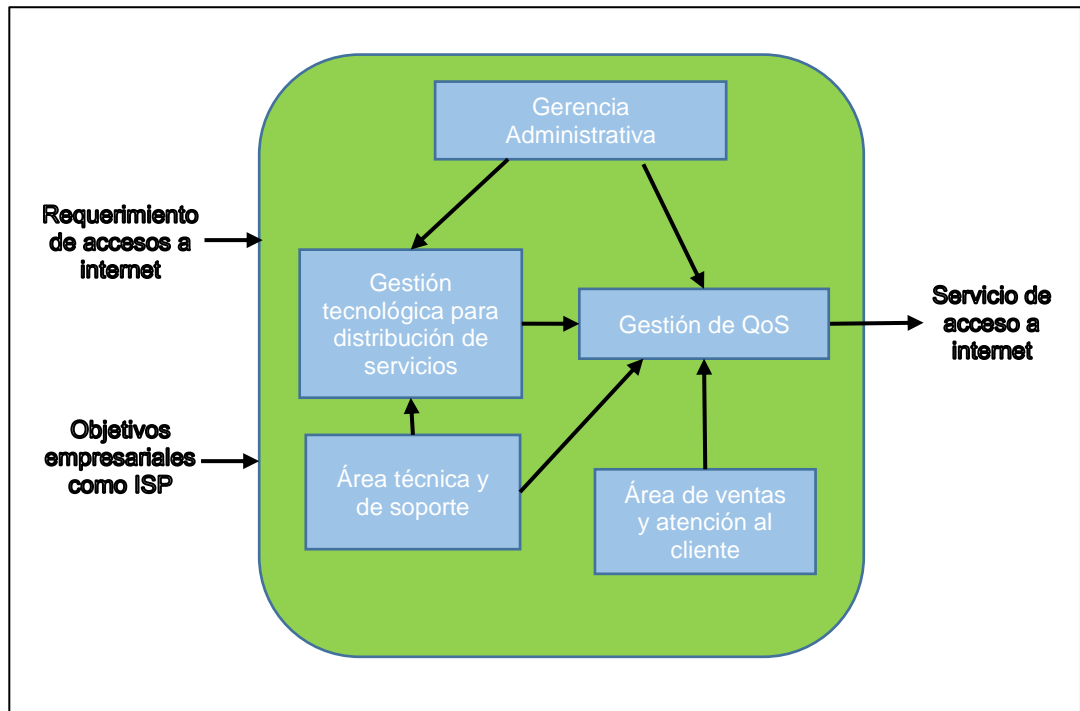 Gerencia
Administrativa
Requerimiento
de accesos a
internet
Gestión
tecnológica para
distribución de
servicios
Gestión de QoS
Servicio de
acceso a
internet
Objetivos
empresariales
como ISP
Área técnica y
de soporte
Área de ventas
y atención al
cliente